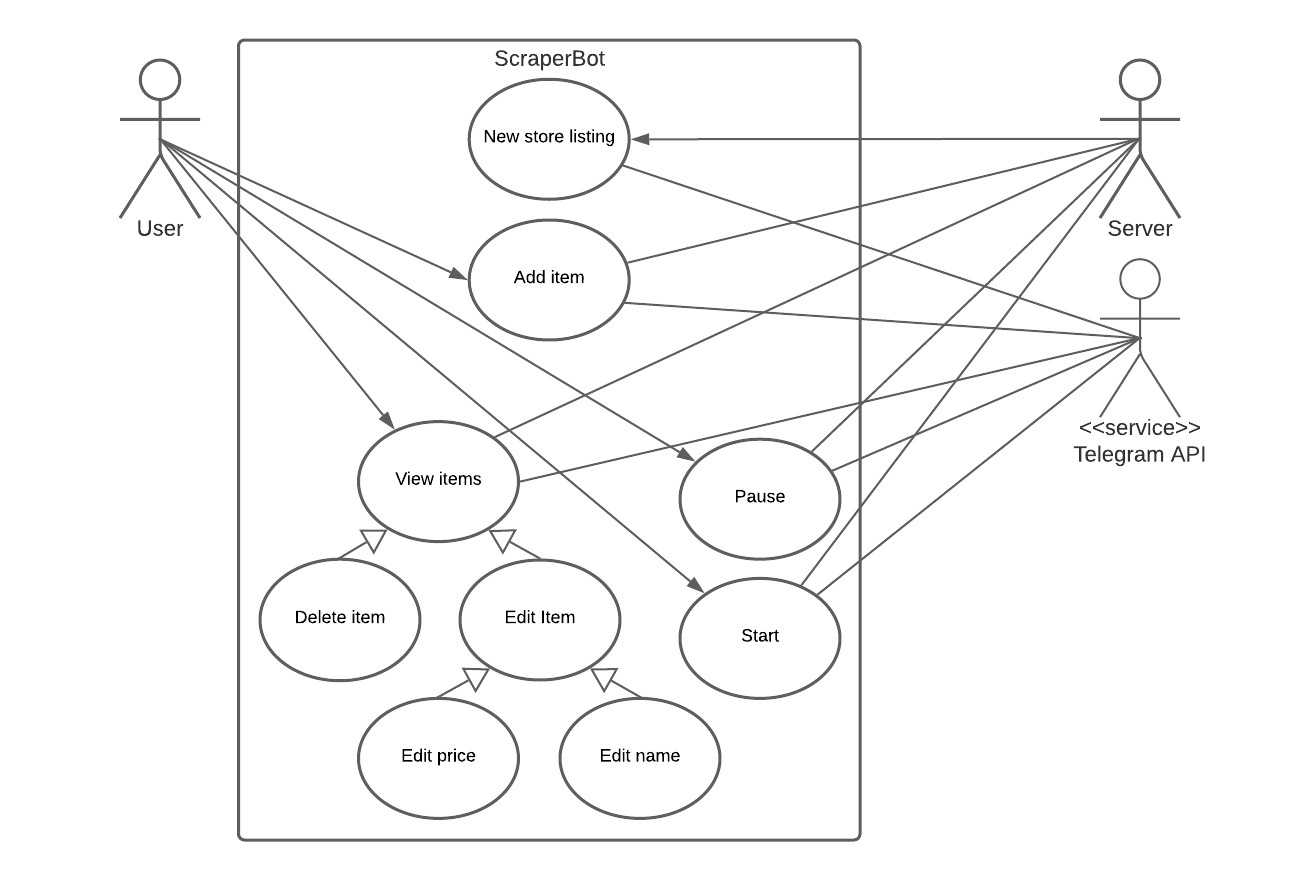 ScraperBot
New store listing
User
Server
Add item
<<service>>
Telegram API
View items
Pause
Delete item
Edit Item
Start
Edit price
Edit name